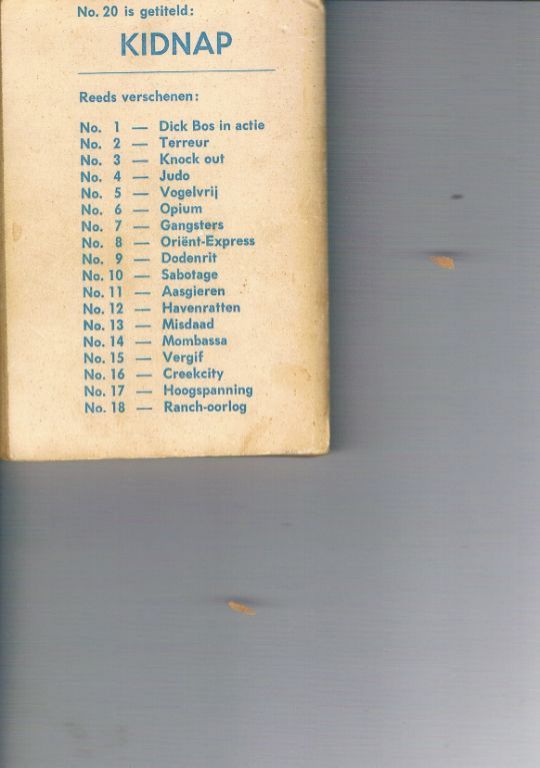 No. 20 is getiteld:
KIDNAP
Reeds verschenen:
No. 1 — Dick Bos in actie
No. 2 — Terreur
No. 3 — Knock out
No. 4 — Judo
No. 5 — Vogelvrij
No. 6 — Opium
No. 7 — Gangsters
No. 8 — Oriënt-Express
No. 9 — Dodenrit
No. 10 — Sabotage
No. 11 — Aasgieren
No. 12 — Havenratten
No. 13 — Misdaad
No. 14 — Mombassa
No. 15 — Vergif
No. 16 — Creekcity
No. 17 — Hoogspanning
No. 18 — Ranch-oorlog